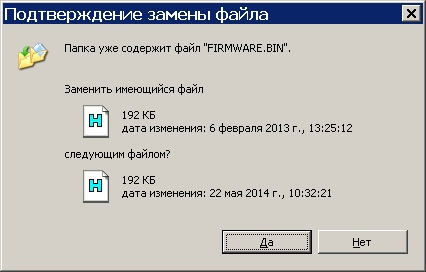 Подтверждение замены файла
Папка уже содержит файл "FIRMWARE.BIN".
Заменить имеющийся файл
H
192 КБ
дата изменения: 6 февраля 2013 г., 13:25:12
следующим файлом?
H
192 КБ
дата изменения: 22 мая 2014 г., 10:32:21
Да
Нет